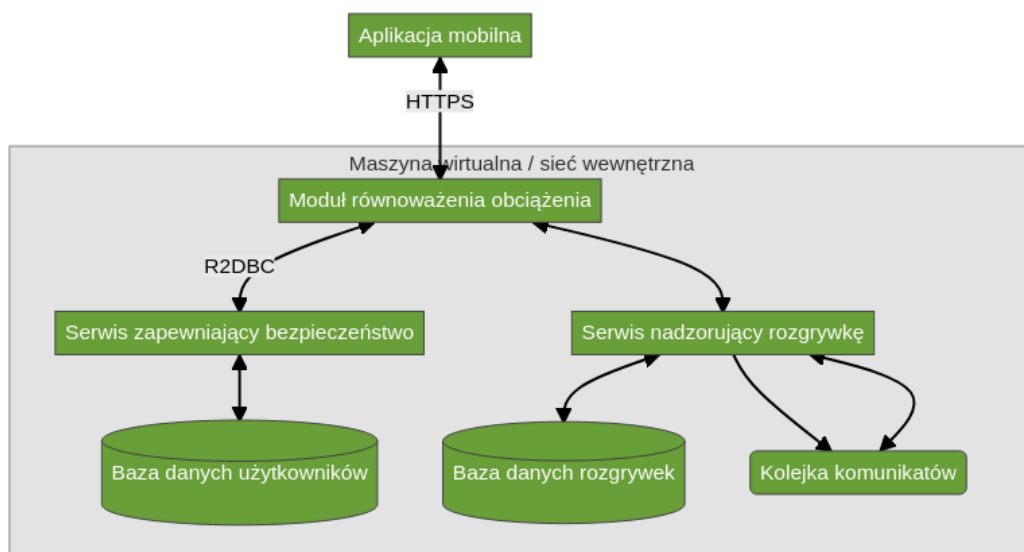 Aplikacja mobilna
HTTPS
Maszyna wirtualna / sieć wewnętrzna
Moduł równoważenia obciążenia
R2DBC
Serwis zapewniający bezpieczeństwo
Serwis nadzorujący rozgrywkę
Baza danych użytkowników
Baza danych rozgrywek
Kolejka komunikatów